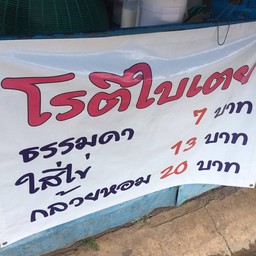 โรตีใบเตย
ธรรมดา 7 บาท
ใส่ไข่ 13 บาท
กล้วยหอม 20 บาท